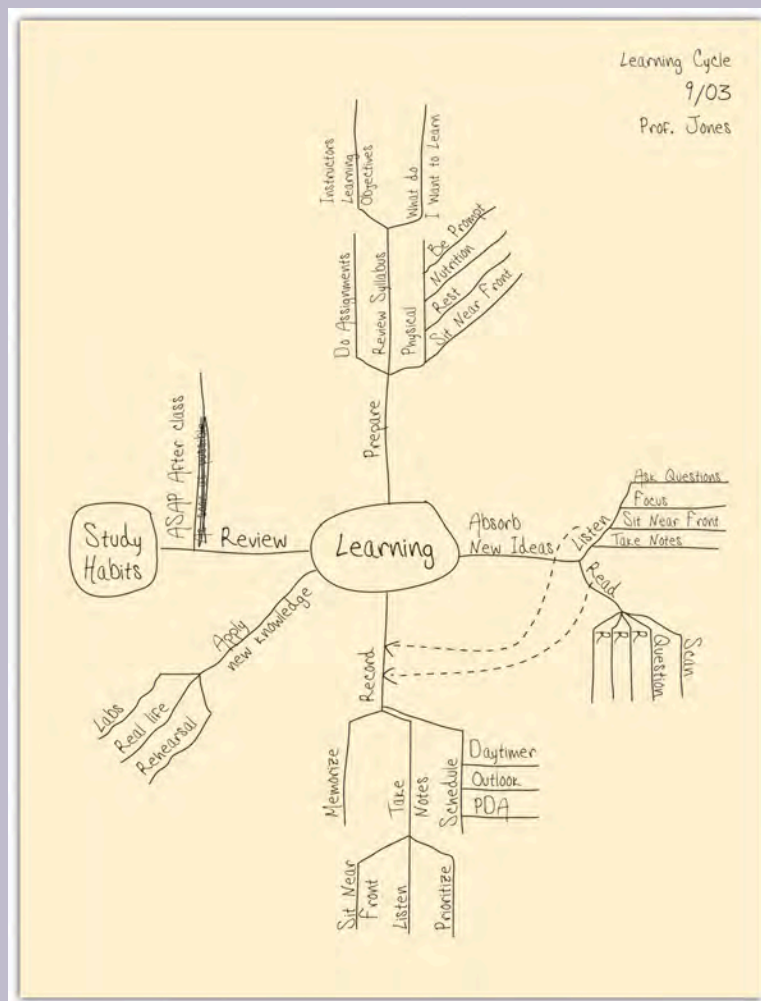 Learning Cycle
9/03
Prof. Jones
Instructors
Learning
Objectives
What do
I Want to Learn
Do Assignments
Review Syllabus
Physical
Be Prompt
Nutrition
Rest
Sit Near Front
Prepare
ASAP After class
Study
Habits
Review
Learning
Absorb
New Ideas
Listen
Ask Questions
Focus
Sit Near Front
Take Notes
Read
Scan
Question
R
R
R
Apply
new knowledge
Labs
Real life
Rehearsal
Record
Memorize
Take
Notes
Schedule
Daytimer
Outlook
PDA
Sit Near
Front
Listen
Prioritize